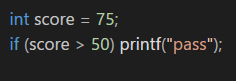 int score = 75;
if (score > 50) printf("pass");